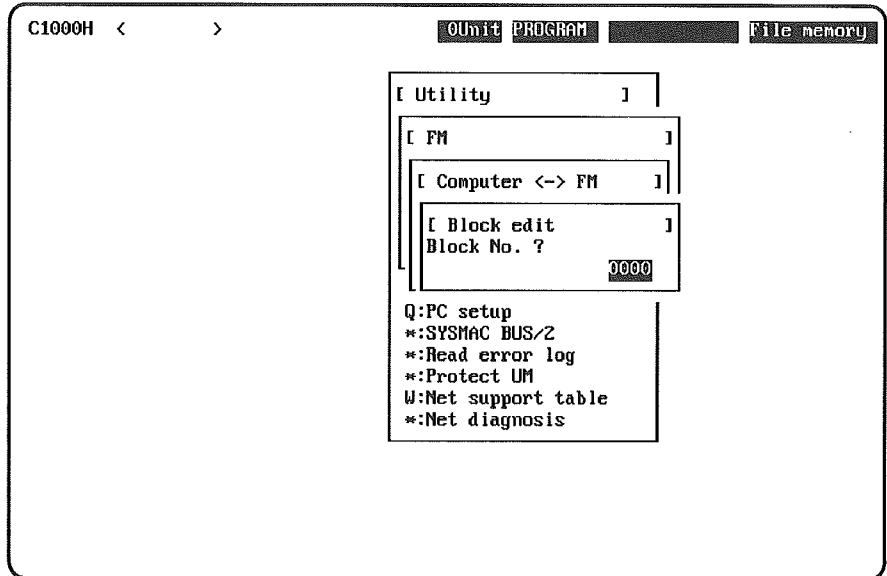 C1000H < > 0Unit PROGRAM File memory
[ Utility ]
[ FM ]
[ Computer <-> FM ]
[ Block edit ]
Block No. ?
0000
Q:PC setup
*:SYSMAC BUS/2
*:Read error log
*:Protect UM
W:Net support table
*:Net diagnosis